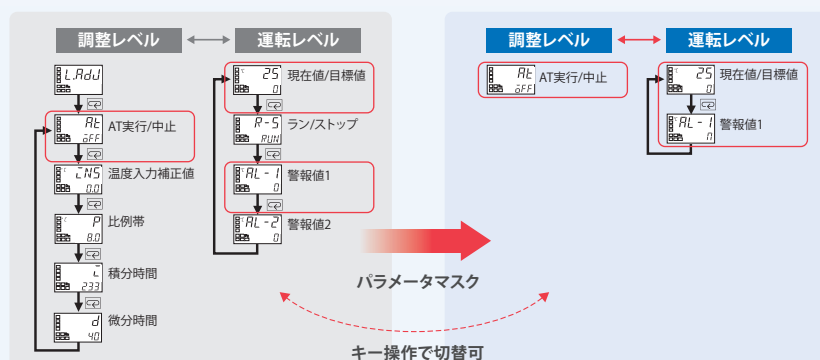 調整レベル
運転レベル
L.AdJ
At
oFF
AT実行/中止
INS
0.0
温度入力補正値
P
8.0
比例帯
I
233
積分時間
d
40
微分時間
25
0
現在値/目標値
R-S
RUN
ラン/ストップ
AL-1
0
警報値1
AL-2
0
警報値2
パラメータマスク
キー操作で切替可
調整レベル
運転レベル
At
oFF
AT実行/中止
25
0
現在値/目標値
AL-1
0
警報値1